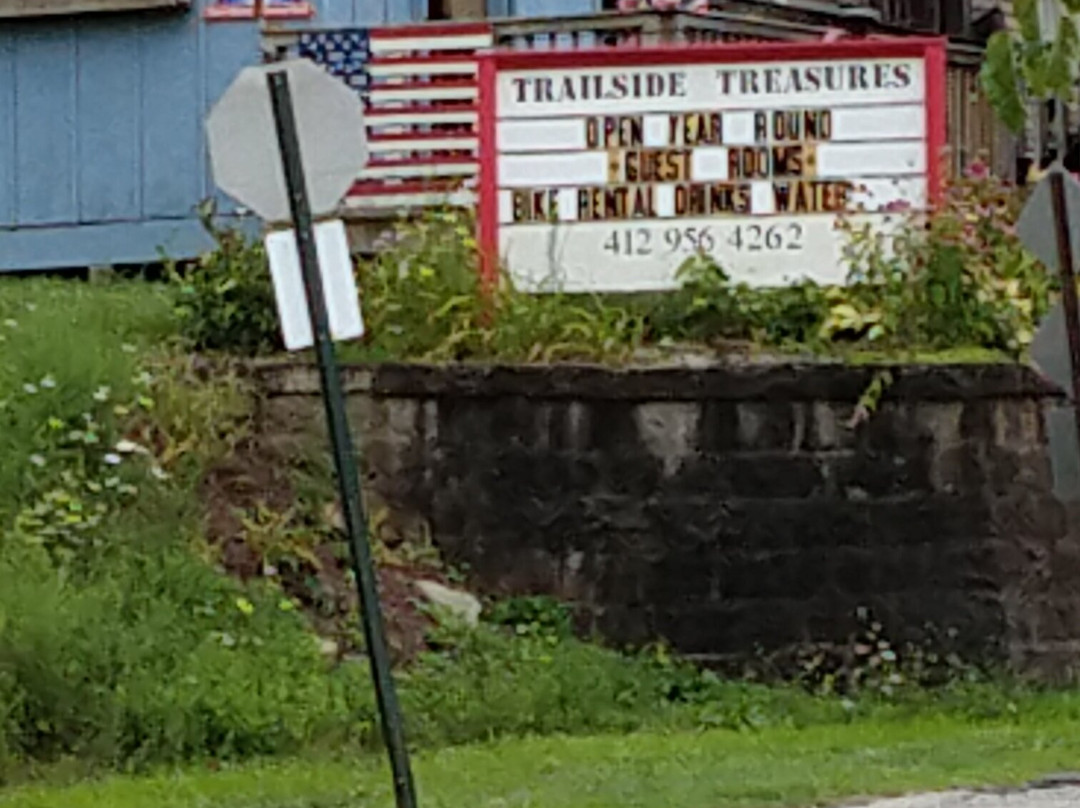 TRAILSIDE TREASURES
OPEN YEAR ROUND
GUEST ROOMS
BIKE RENTAL DRINKS WATER
412 956 4262